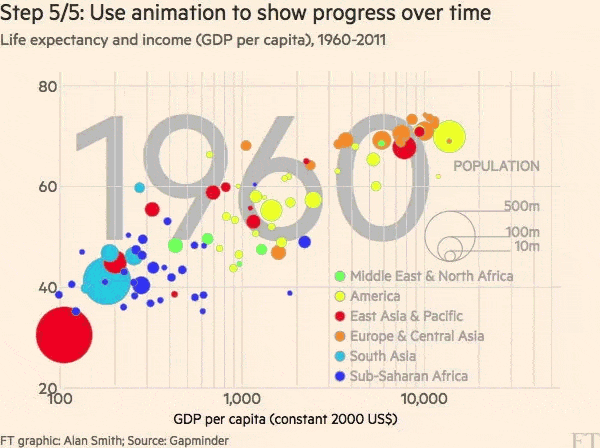 Step 5/5: Use animation to show progress over time
Life expectancy and income (GDP per capita), 1960-2011
80
1960
60
POPULATION
500m
100m
10m
Middle East & North Africa
America
40
East Asia & Pacific
Europe & Central Asia
South Asia
Sub-Saharan Africa
20
100
1,000
10,000
GDP per capita (constant 2000 US$)
FT graphic: Alan Smith; Source: Gapminder
FT